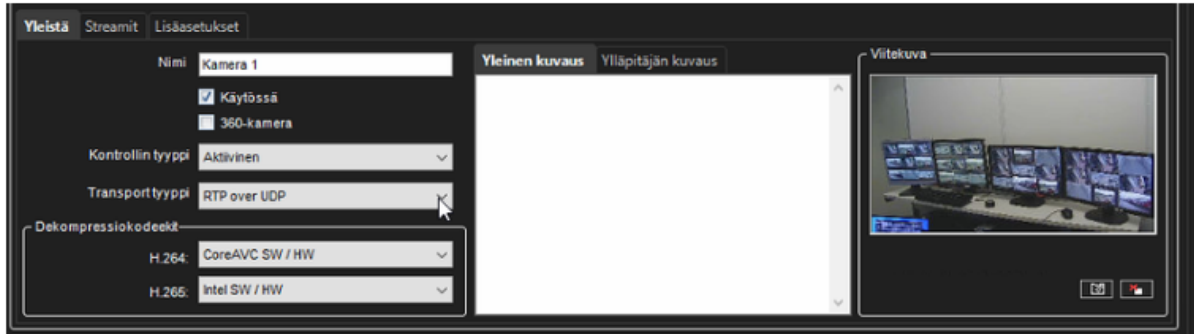 Yleistä Streamit Lisäasetukset
Nimi Kamera 1
Käytössä
360-kamera
Kontrollin tyyppi Aktiivinen
Transport tyyppi RTP over UDP
Dekompressiokodeekit
H.264: CoreAVC SW / HW
H.265: Intel SW / HW
Yleinen kuvaus Ylläpitäjän kuvaus
Viitekuva